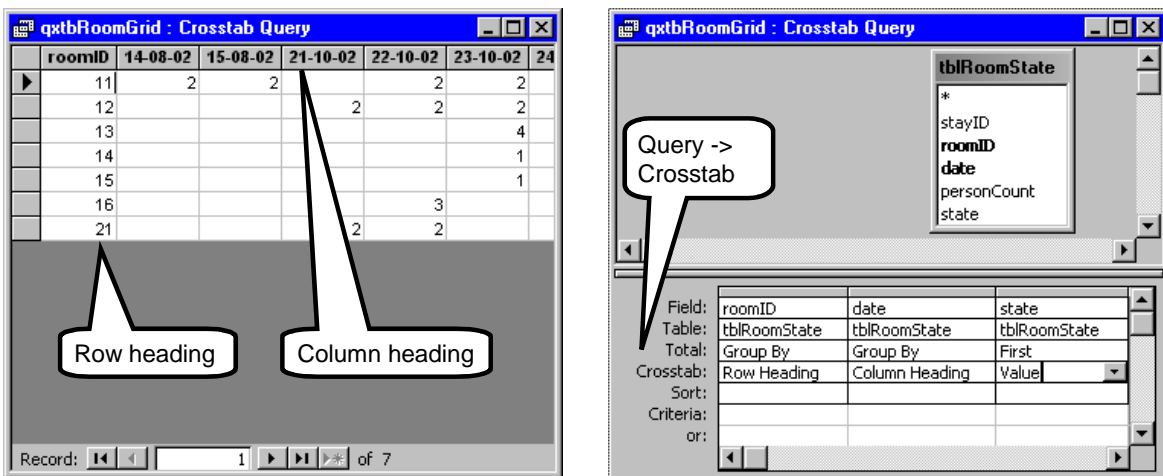 qxtbRoomGrid : Crosstab Query
roomID 14-08-02 15-08-02 21-10-02 22-10-02 23-10-02 24
11 2 2 2 2
12 2 2 2
13 4
14 1
15 1
16 3
21 2 2
Row heading
Column heading
Record: 1 of 7
qxtbRoomGrid : Crosstab Query
tblRoomState
*
stayID
roomID
date
personCount
state
Query ->
Crosstab
Field: roomID date state
Table: tblRoomState tblRoomState tblRoomState
Total: Group By Group By First
Crosstab: Row Heading Column Heading Value
Sort:
Criteria:
or: